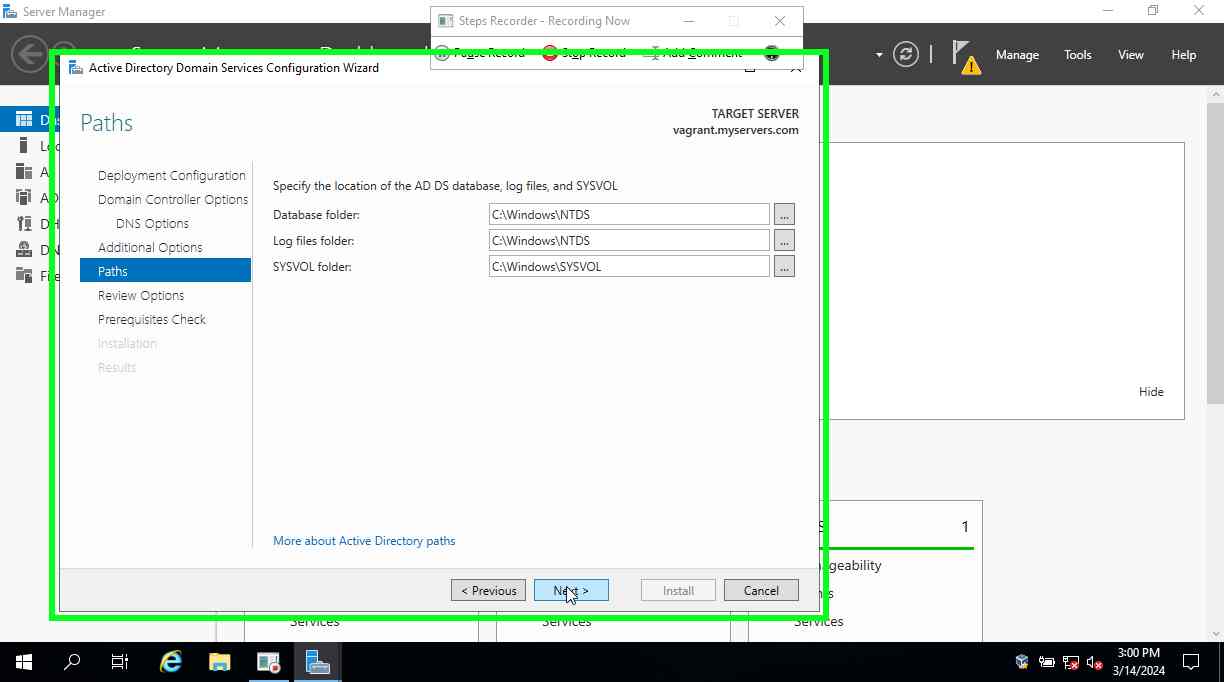 Server Manager
Steps Recorder - Recording Now
Pause Record Stop Record Add Comment
Manage Tools View Help
Active Directory Domain Services Configuration Wizard
Paths
TARGET SERVER
vagrant.myservers.com
Deployment Configuration
Domain Controller Options
DNS Options
Additional Options
Paths
Review Options
Prerequisites Check
Installation
Results
Specify the location of the AD DS database, log files, and SYSVOL
Database folder: C:\Windows\NTDS ...
Log files folder: C:\Windows\NTDS ...
SYSVOL folder: C:\Windows\SYSVOL ...
More about Active Directory paths
< Previous Next > Install Cancel
Hide
1
Services Services Services
3:00 PM
3/14/2024